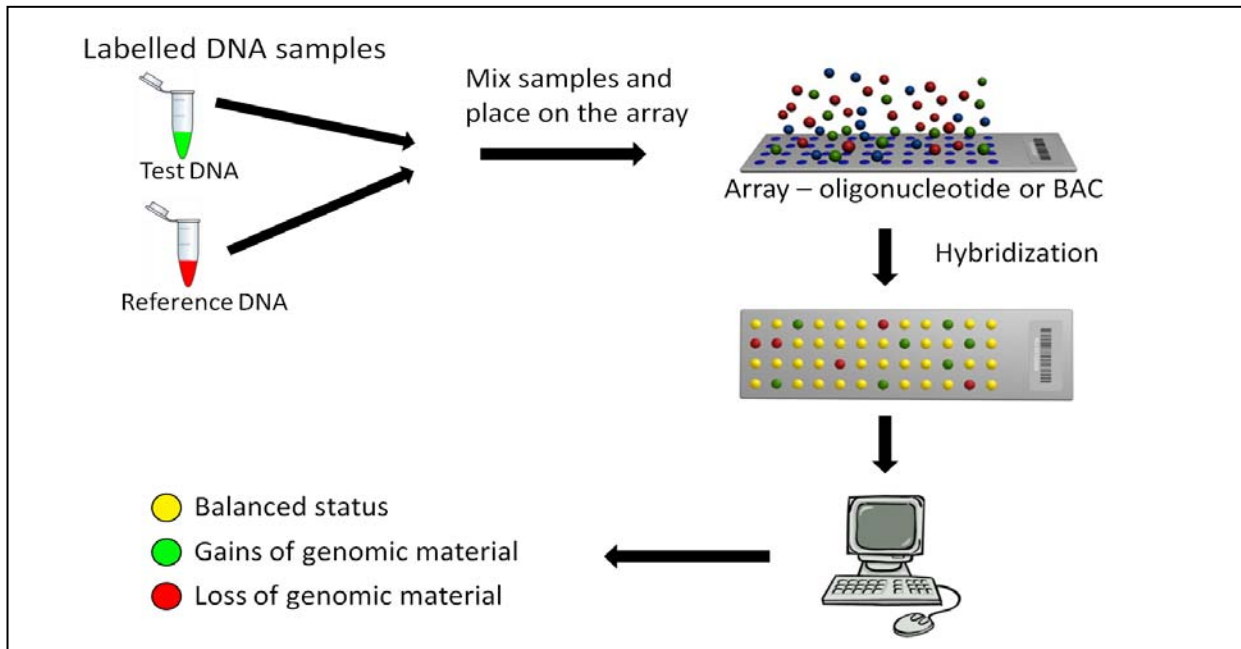 Labelled DNA samples
Test DNA
Reference DNA
Mix samples and
place on the array
Array – oligonucleotide or BAC
Hybridization
Balanced status
Gains of genomic material
Loss of genomic material